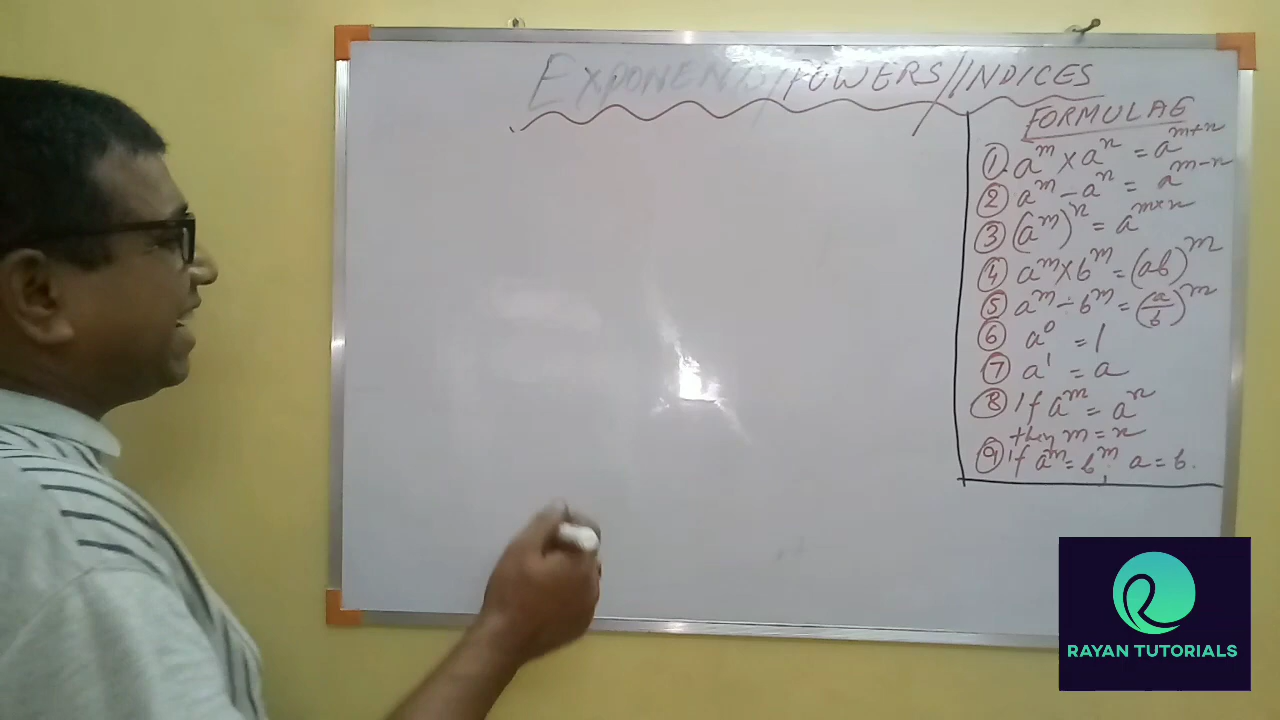 EXPONENTS/POWERS//INDICES
FORMULAE
① a^m × a^n = a^(m+n)
② a^m - a^n = a^(m-n)
③ (a^m)^n = a^(m×n)
④ a^m × b^m = (ab)^m
⑤ a^m ÷ b^m = (a/b)^m
⑥ a^0 = 1
⑦ a^1 = a
⑧ If a^m = a^n
then m = n
⑨ If a^m = b^m, a = b.
RAYAN TUTORIALS